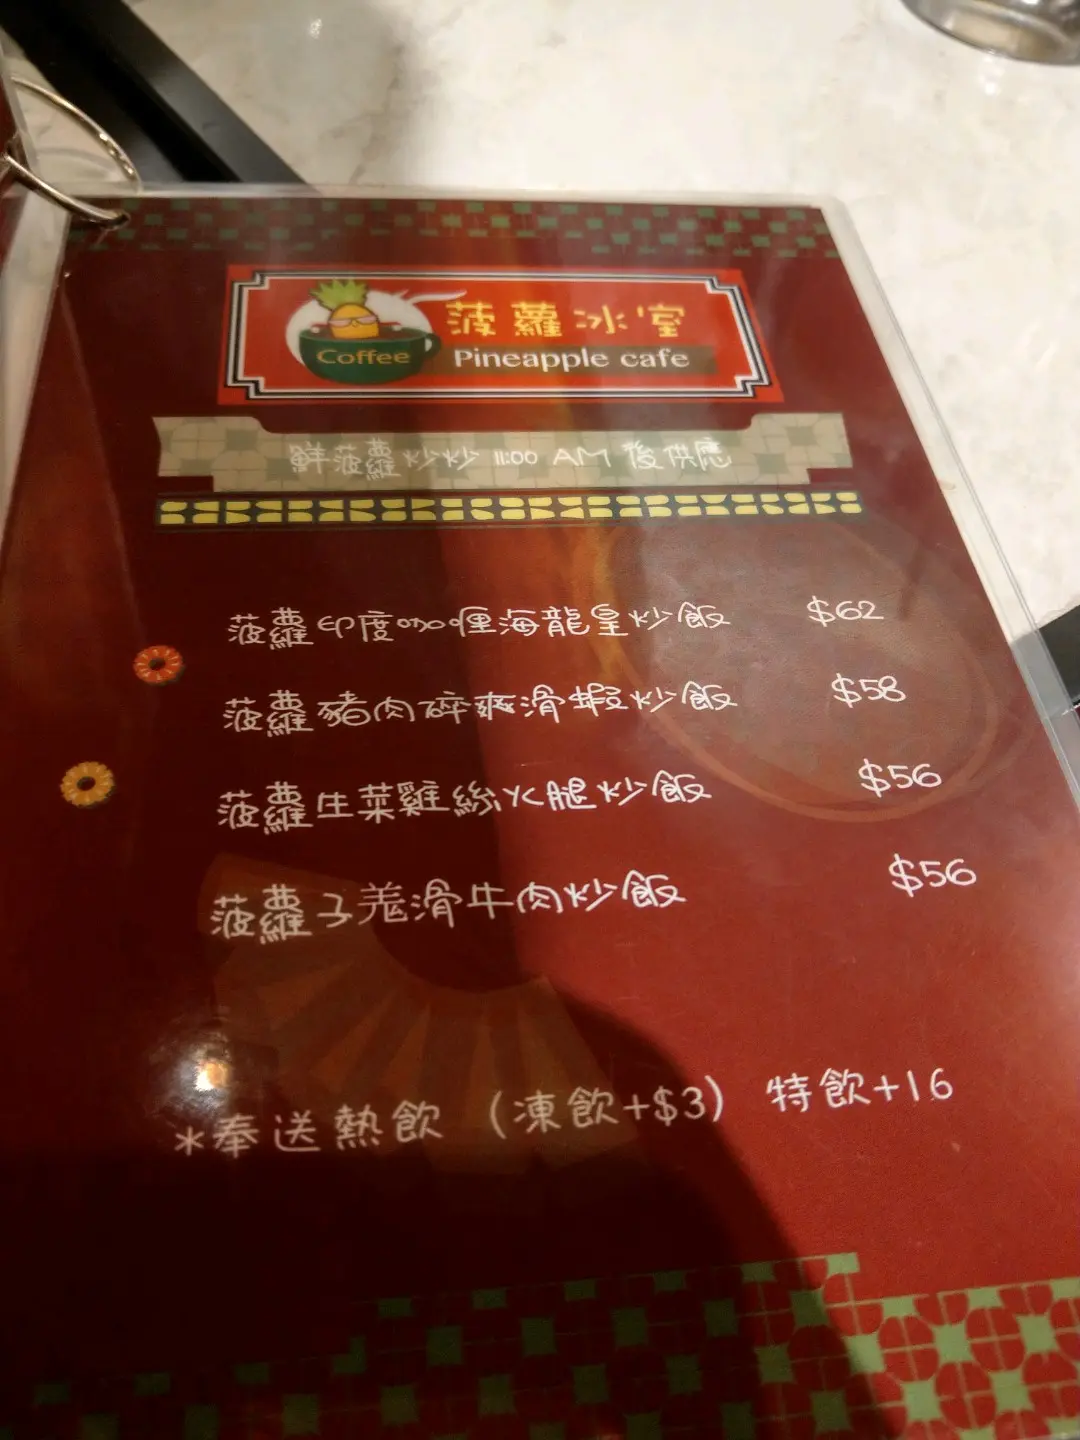 菠蘿冰室
Coffee
Pineapple cafe
鮮菠蘿炒炒 11:00 AM 後供應
菠蘿印度咖喱海龍皇炒飯 $62
菠蘿豬肉碎爽滑蝦炒飯 $58
菠蘿生菜雞絲火腿炒飯 $56
菠蘿子羗滑牛肉炒飯 $56
*奉送熱飲 (凍飲+$3) 特飲+16